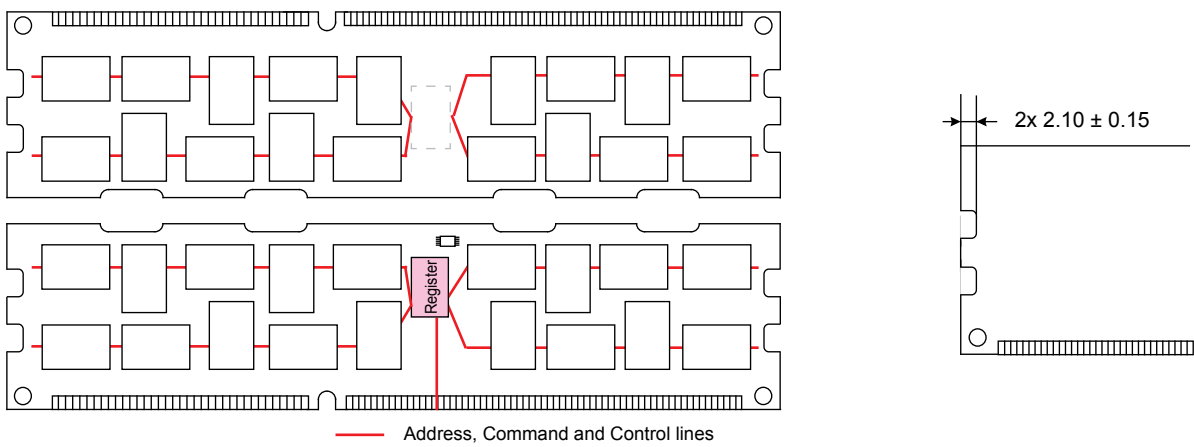 2x 2.10 ± 0.15
Register
Address, Command and Control lines